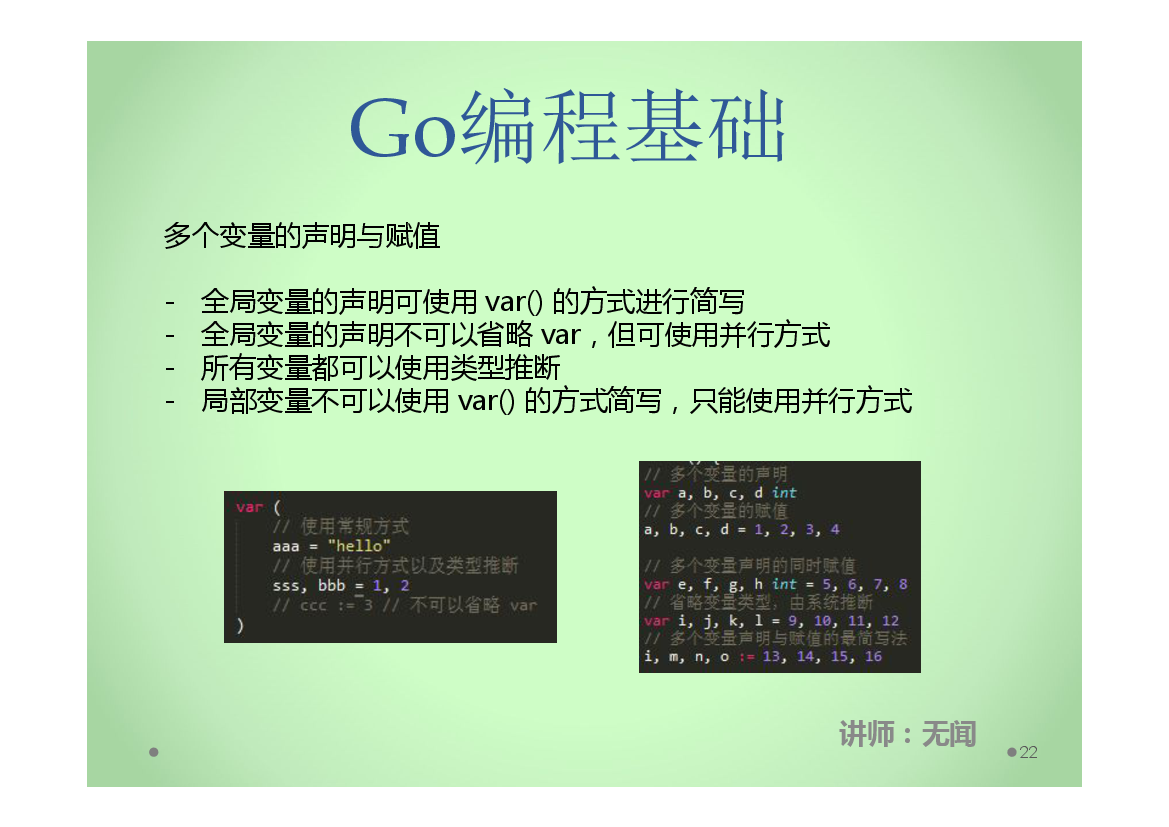 Go编程基础
多个变量的声明与赋值
- 全局变量的声明可使用 var() 的方式进行简写
- 全局变量的声明不可以省略 var，但可使用并行方式
- 所有变量都可以使用类型推断
- 局部变量不可以使用 var() 的方式简写，只能使用并行方式
var (
// 使用常规方式
aaa = "hello"
// 使用并行方式以及类型推断
sss, bbb = 1, 2
// ccc := 3 // 不可以省略 var
)
// 多个变量的声明
var a, b, c, d int
// 多个变量的赋值
a, b, c, d = 1, 2, 3, 4
// 多个变量声明的同时赋值
var e, f, g, h int = 5, 6, 7, 8
// 省略变量类型，由系统推断
var i, j, k, l = 9, 10, 11, 12
// 多个变量声明与赋值的最简写法
i, m, n, o := 13, 14, 15, 16
讲师：无闻
22